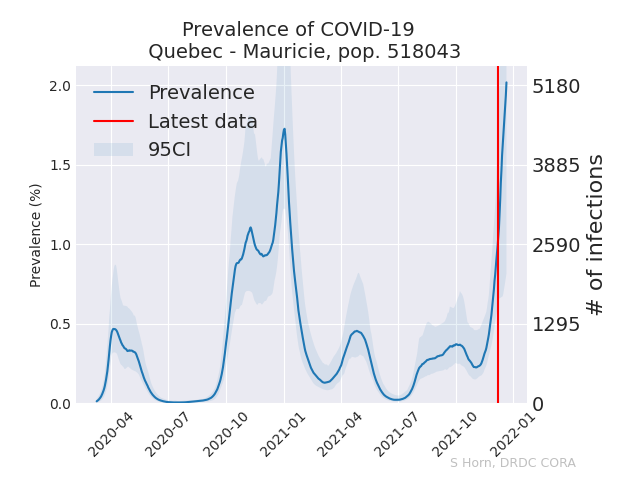 Prevalence of COVID-19
Quebec - Mauricie, pop. 518043
Prevalence
Latest data
95CI
Prevalence (%)
2.0
1.5
1.0
0.5
0.0
5180
3885
2590
1295
0
# of infections
2020-04
2020-07
2020-10
2021-01
2021-04
2021-07
2021-10
2022-01
S Horn, DRDC CORA